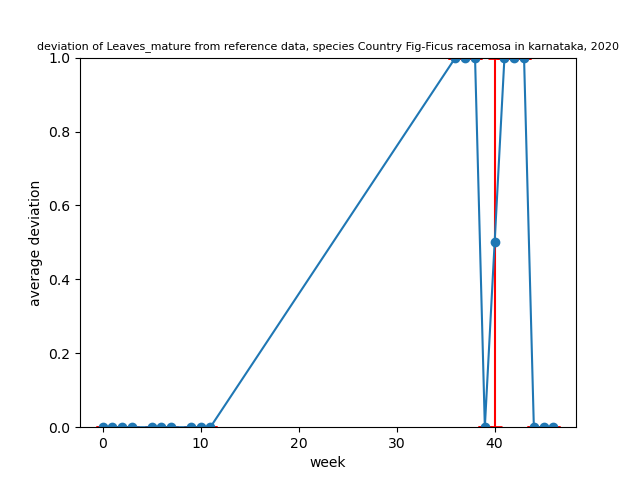 deviation of Leaves_mature from reference data, species Country Fig-Ficus racemosa in karnataka, 2020
1.0
0.8
0.6
0.4
0.2
0.0
average deviation
0 10 20 30 40
week